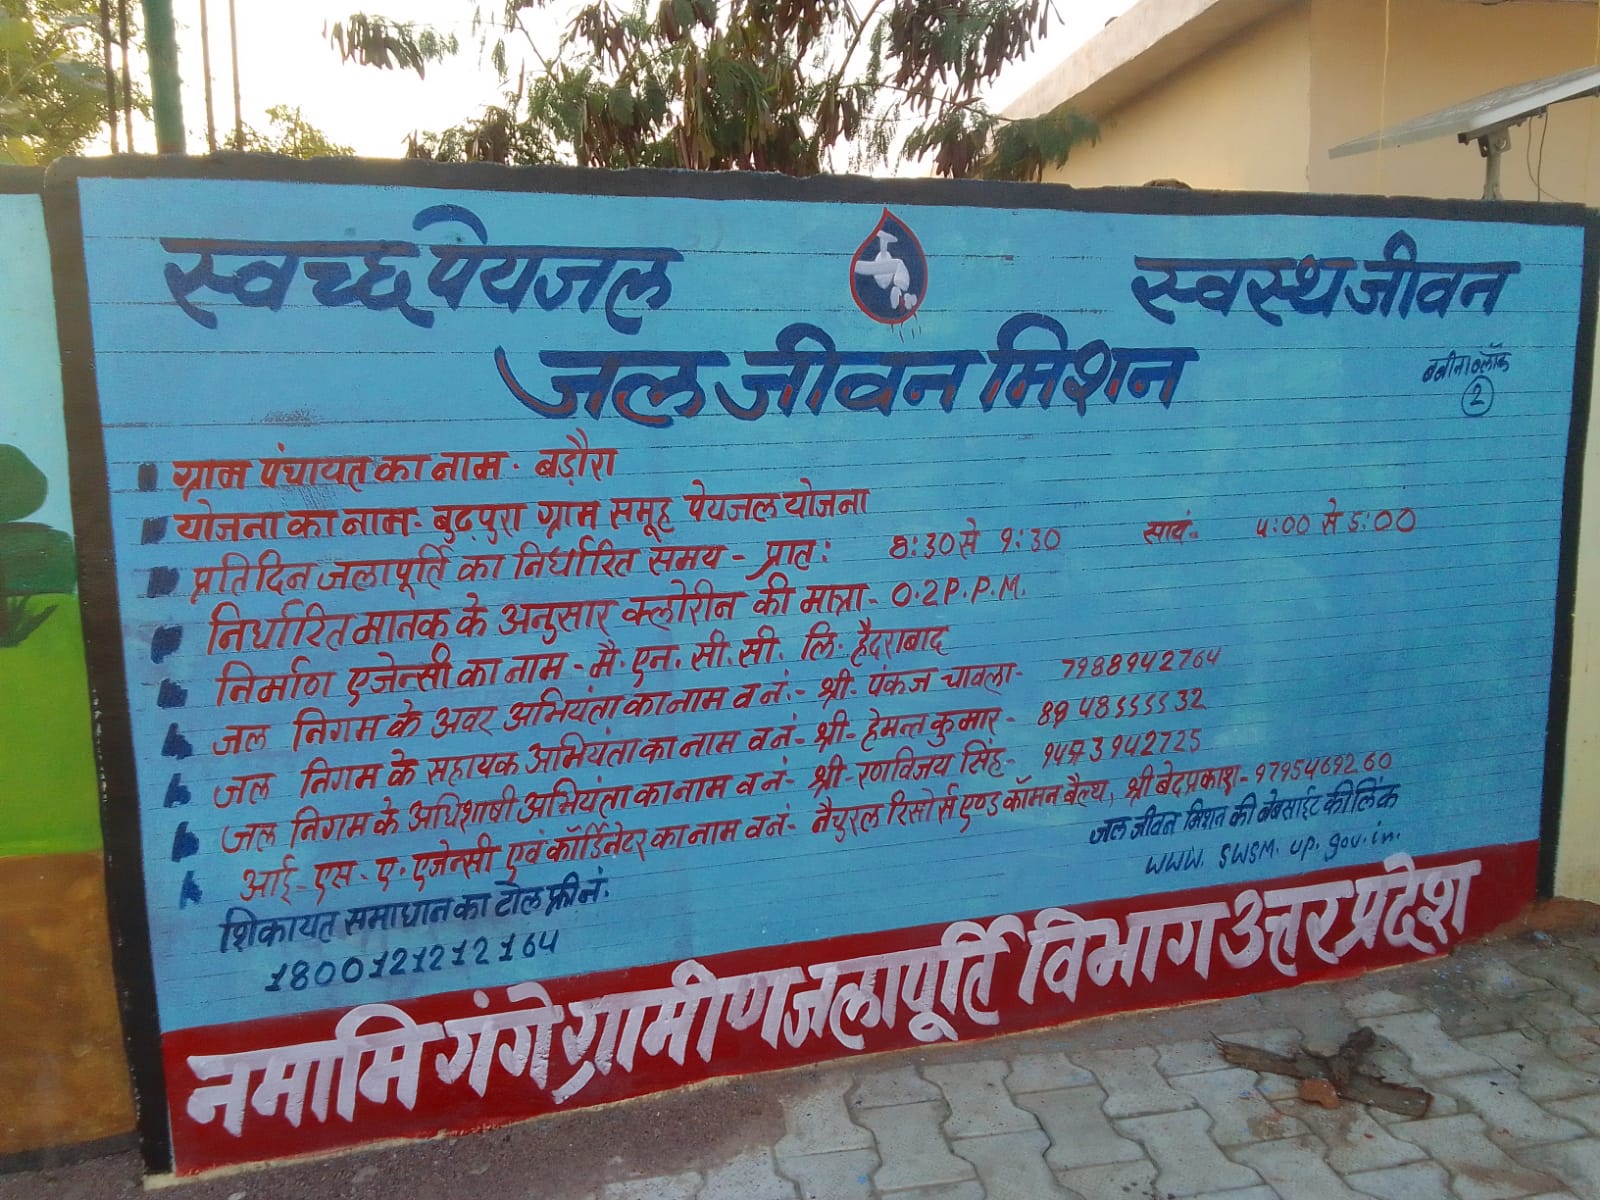 स्वच्छ पेयजल स्वस्थ जीवन
जल जीवन मिशन
बबीना ब्लॉक
2
ग्राम पंचायत का नाम- बड़ौरा
योजना का नाम- बुढ़पुरा ग्राम समूह पेयजल योजना
प्रतिदिन जलापूर्ति का निर्धारित समय - प्रात: 8:30 से 9:30 सायं- 4:00 से 5:00
निर्धारित मानक के अनुसार क्लोरीन की मात्रा- 0.2 P.P.M.
निर्माण एजेन्सी का नाम - मै. एन. सी. सी. लि. हैदराबाद
जल निगम के अवर अभियंता का नाम व नं.- श्री- पंकज चावला- 7988942764
जल निगम के सहायक अभियंता का नाम व नं- श्री- हेमन्त कुमार-
जल निगम के अधिशाषी अभियंता का नाम व नं- श्री- रणविजय सिंह- 9473942725
आई- एस- ए. एजेन्सी एवं कॉर्डिनेटर का नाम व नं- नैचुरल रिसोर्स एण्ड कॉमन बैल्थ, श्री बेदप्रकाश- 9795469260
जल जीवन मिशन की बेबसाईट की लिंक
www. swsm. up. gov. in.
शिकायत समाधान का टोल फ्री नं.
18001212164
नमामि गंगे ग्रामीण जलापूर्ति विभाग उत्तर प्रदेश